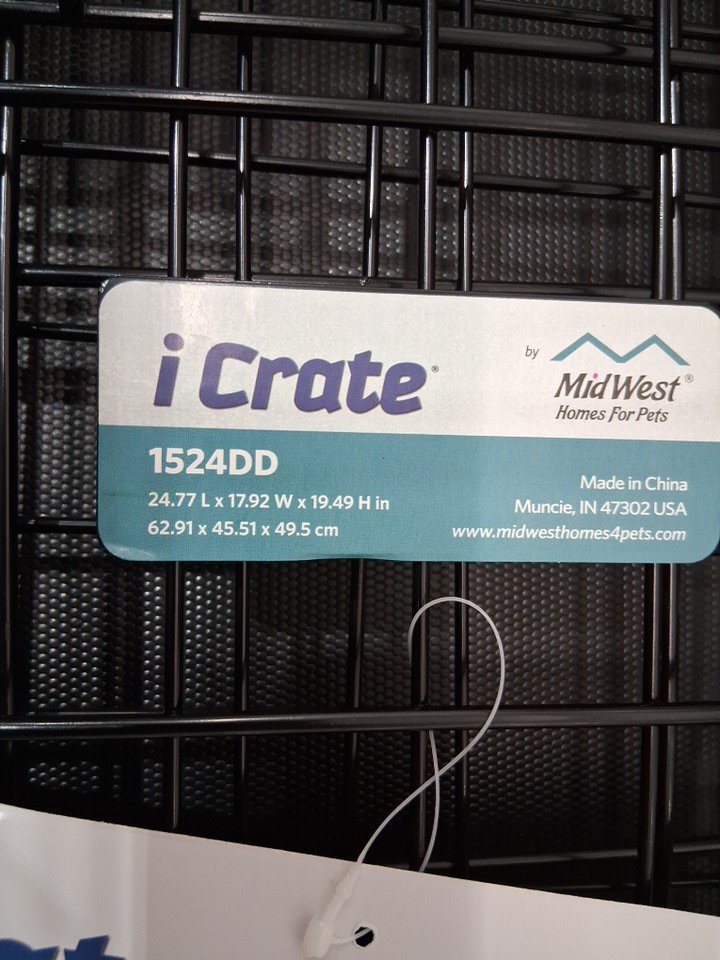 i Crate®
by
MidWest®
Homes For Pets
1524DD
24.77 L x 17.92 W x 19.49 H in
62.91 x 45.51 x 49.5 cm
Made in China
Muncie, IN 47302 USA
www.midwesthomes4pets.com